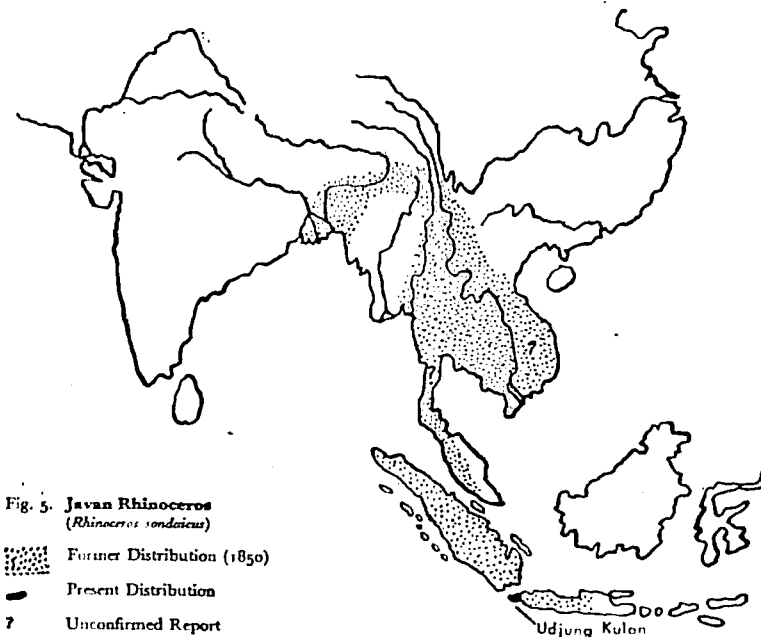 ?
?
Fig. 5. Javan Rhinoceros
(Rhinoceros sondaicus)
Former Distribution (1850)
Present Distribution
? Unconfirmed Report
Udjung Kulon